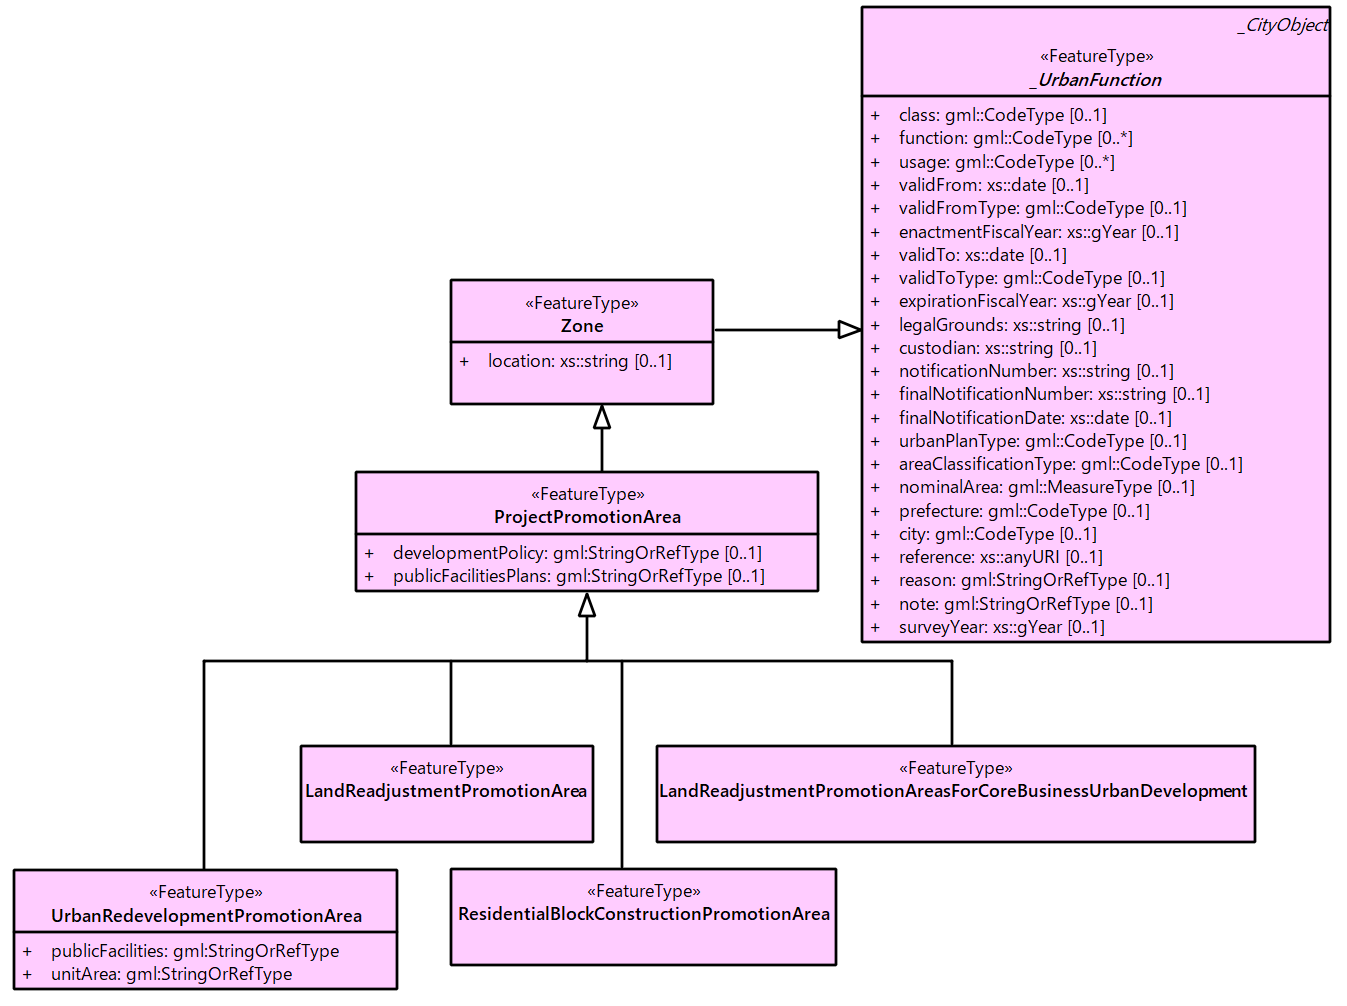 _CityObject
«FeatureType»
_UrbanFunction
+ class: gml::CodeType [0..1]
+ function: gml::CodeType [0..*]
+ usage: gml::CodeType [0..*]
+ validFrom: xs::date [0..1]
+ validFromType: gml::CodeType [0..1]
+ enactmentFiscalYear: xs::gYear [0..1]
+ validTo: xs::date [0..1]
+ validToType: gml::CodeType [0..1]
+ expirationFiscalYear: xs::gYear [0..1]
+ legalGrounds: xs::string [0..1]
+ custodian: xs::string [0..1]
+ notificationNumber: xs::string [0..1]
+ finalNotificationNumber: xs::string [0..1]
+ finalNotificationDate: xs::date [0..1]
+ urbanPlanType: gml::CodeType [0..1]
+ areaClassificationType: gml::CodeType [0..1]
+ nominalArea: gml::MeasureType [0..1]
+ prefecture: gml::CodeType [0..1]
+ city: gml::CodeType [0..1]
+ reference: xs::anyURI [0..1]
+ reason: gml:StringOrRefType [0..1]
+ note: gml:StringOrRefType [0..1]
+ surveyYear: xs::gYear [0..1]
«FeatureType»
Zone
+ location: xs::string [0..1]
«FeatureType»
ProjectPromotionArea
+ developmentPolicy: gml:StringOrRefType [0..1]
+ publicFacilitiesPlans: gml:StringOrRefType [0..1]
«FeatureType»
LandReadjustmentPromotionArea
«FeatureType»
LandReadjustmentPromotionAreasForCoreBusinessUrbanDevelopment
«FeatureType»
UrbanRedevelopmentPromotionArea
+ publicFacilities: gml:StringOrRefType
+ unitArea: gml:StringOrRefType
«FeatureType»
ResidentialBlockConstructionPromotionArea